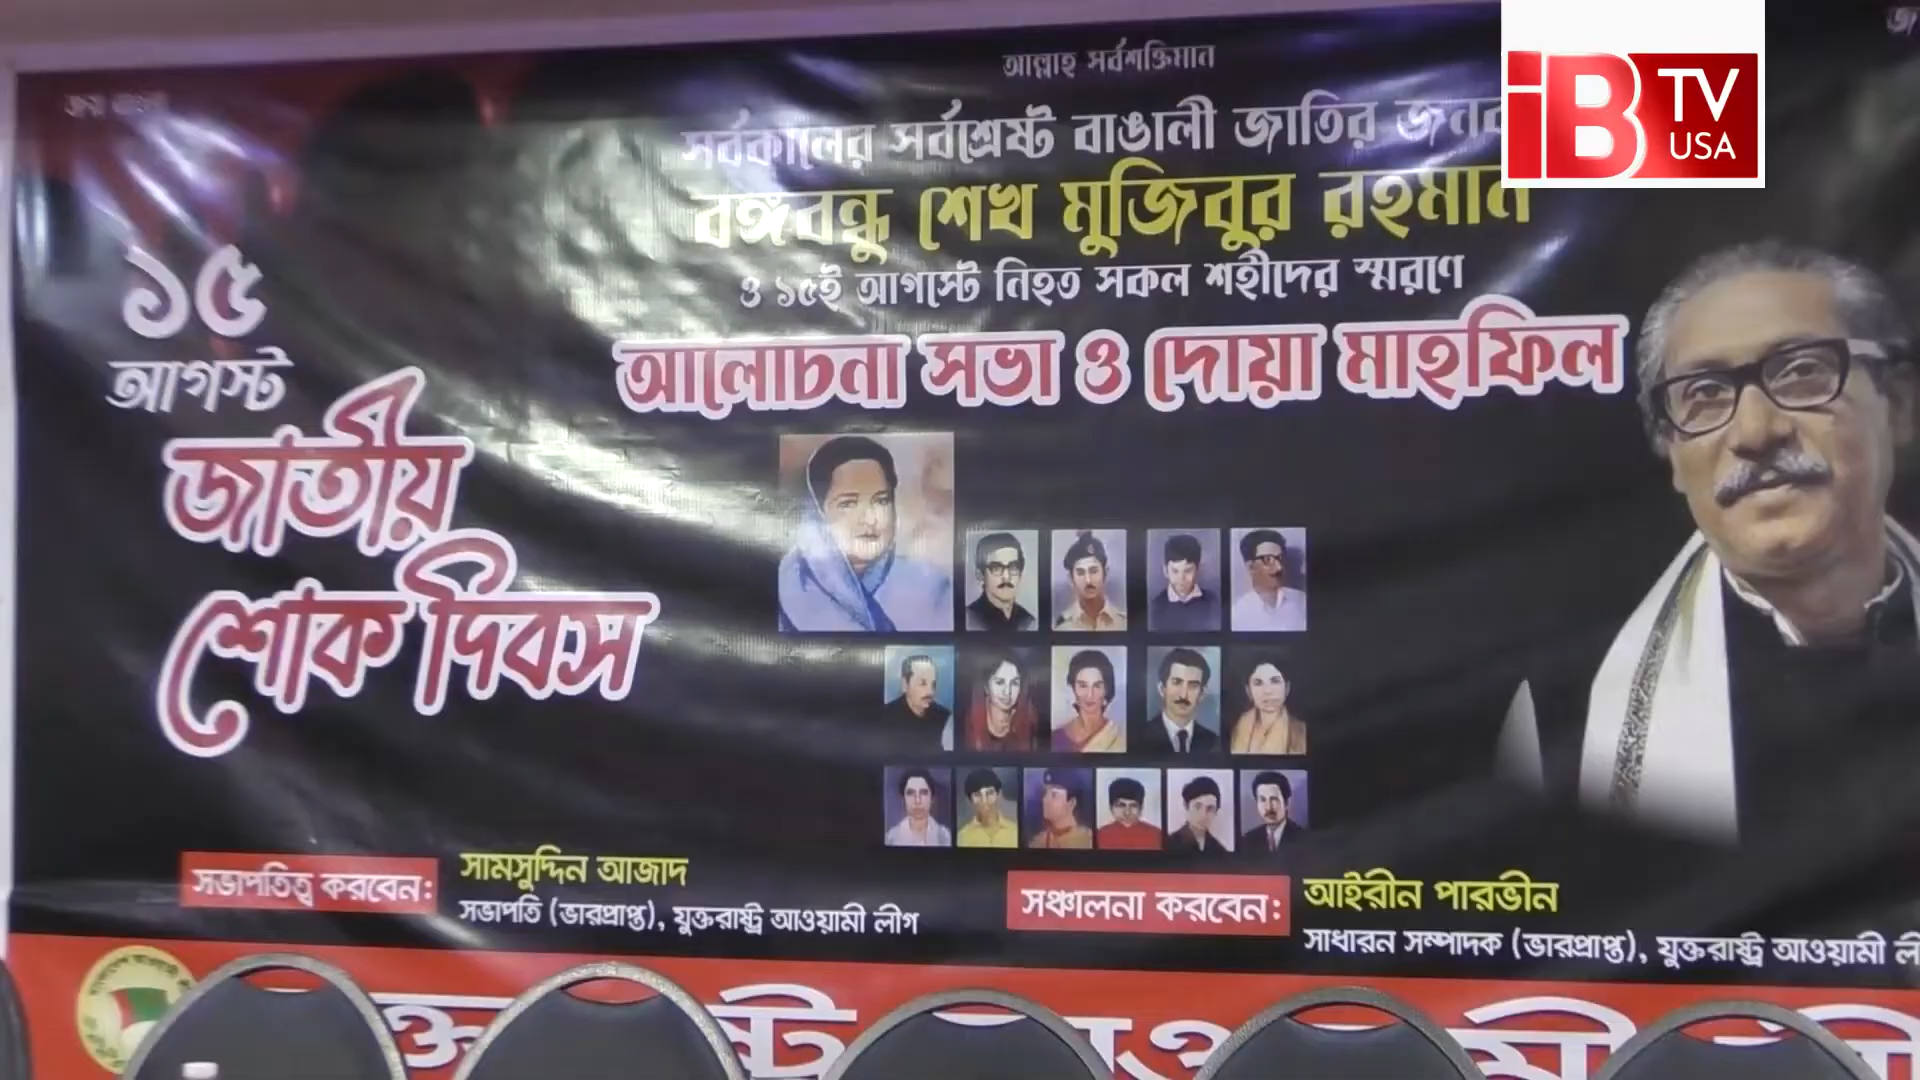 আল্লাহ সর্বশক্তিমান
সর্বকালের সর্বশ্রেষ্ট বাঙালী জাতির
বঙ্গবন্ধু শেখ মুজিবুর রহমান
ও ১৫ই আগস্টে নিহত সকল শহীদের স্মরণে
আলোচনা সভা ও দোয়া মাহফিল
১৫
আগস্ট
জাতীয়
শোক দিবস
সভাপতিত্ব করবেন:
সামসুদ্দিন আজাদ
সভাপতি (ভারপ্রাপ্ত), যুক্তরাষ্ট্র আওয়ামী লীগ
সঞ্চালনা করবেন:
আইরীন পারভীন
সাধারন সম্পাদক (ভারপ্রাপ্ত), যুক্তরাষ্ট্র আওয়ামী
iB TV USA